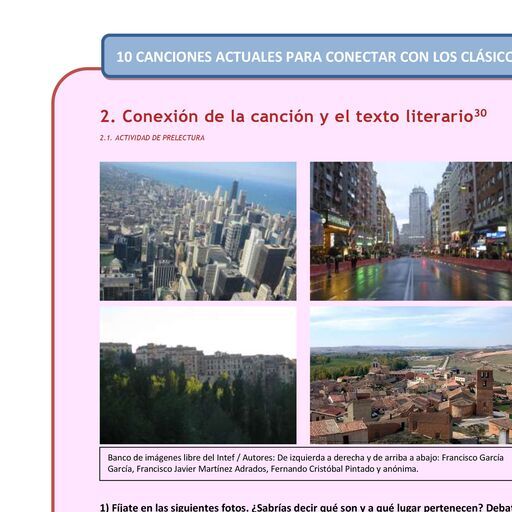 10 CANCIONES ACTUALES PARA CONECTAR CON LOS CLÁSICO
2. Conexión de la canción y el texto literario30
2.1. ACTIVIDAD DE PRELECTURA
Banco de imágenes libre del Intef / Autores: De izquierda a derecha y de arriba a abajo: Francisco García
García, Francisco Javier Martínez Adrados, Fernando Cristóbal Pintado y anónima.
1) Fíjate en las siguientes fotos. ¿Sabrías decir qué son y a qué lugar pertenecen? Debat